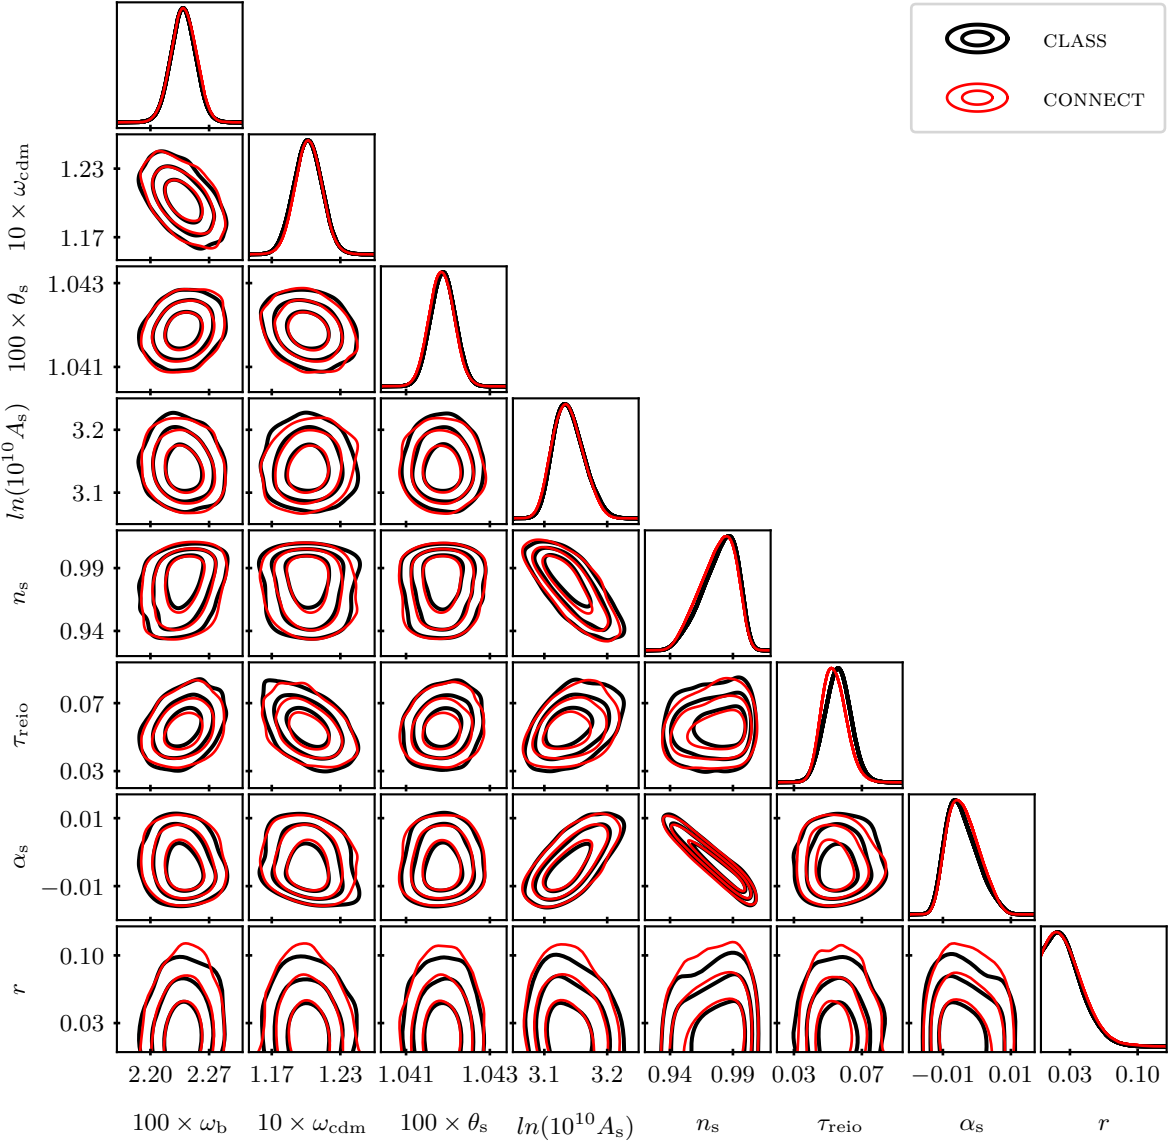 CLASS
CONNECT
10 × ω_cdm
1.23
1.17
100 × θ_s
1.043
1.041
ln(10^{10} A_s)
3.2
3.1
n_s
0.99
0.94
τ_reio
0.07
0.03
α_s
0.01
−0.01
r
0.10
0.03
2.20 2.27 1.17 1.23 1.041 1.043 3.1 3.2 0.94 0.99 0.03 0.07 −0.01 0.01 0.03 0.10
100 × ω_b 10 × ω_cdm 100 × θ_s ln(10^{10} A_s) n_s τ_reio α_s r